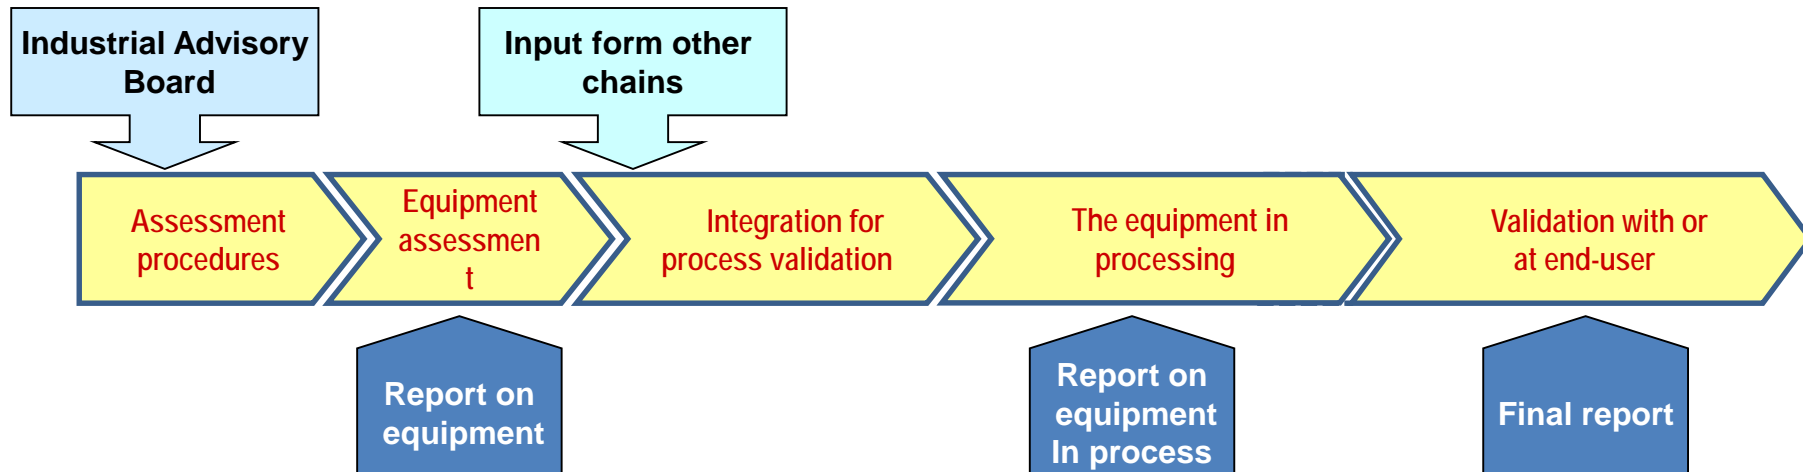 Industrial Advisory
Board
Input form other
chains
Assessment
procedures
Equipment
assessmen
t
Integration for
process validation
The equipment in
processing
Validation with or
at end-user
Report on
equipment
Report on
equipment
In process
Final report